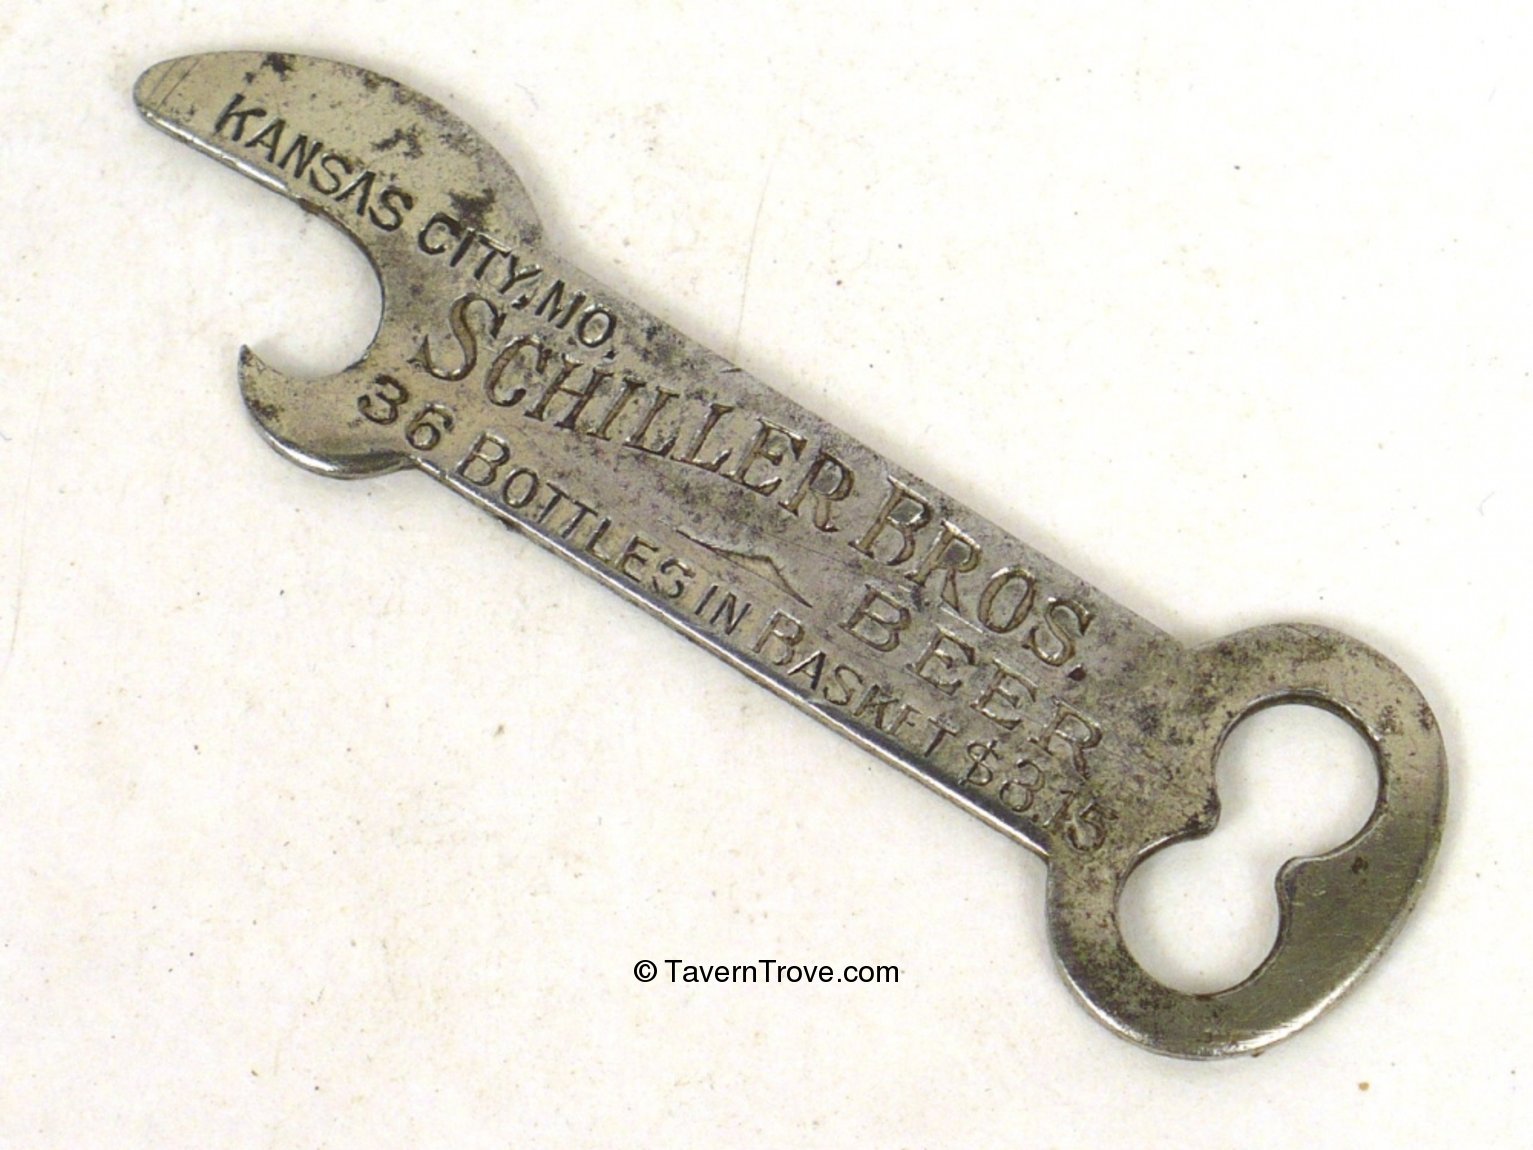 KANSAS CITY, MO.
SCHILLER BROS.
BEER
36 BOTTLES IN BASKET $3.15
© TavernTrove.com